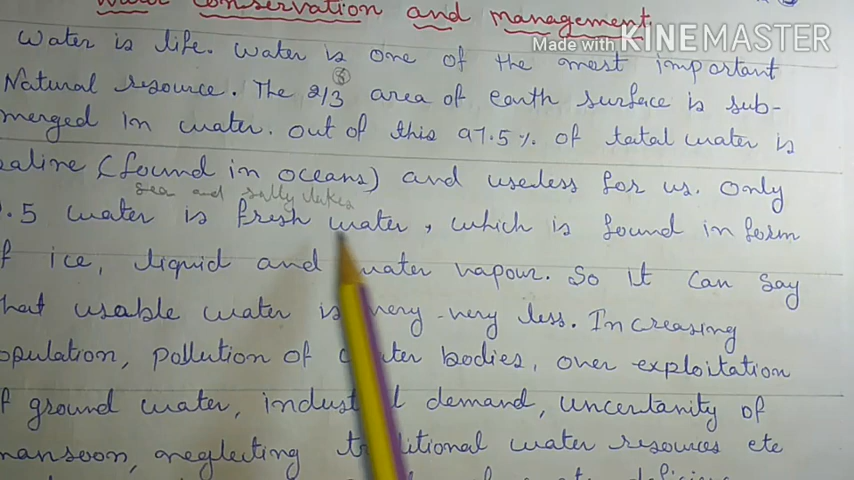 Water Conservation and management
Made with KINEMASTER
Water is life. Water is one of the most important
Natural resource. The 2/3 area of earth surface is sub-
merged in water. out of this 97.5% of tatal water is
saline (found in oceans) and useless for us. Only
sea and salty lakes
.5 water is fresh water, which is found in form
f ice, liquid and water vapour. So it can say
that usable water is very-very less. Increasing
opulation, pollution of water bodies, over exploitation
f ground water, industrial demand, uncertanity of
mansoon, neglecting traditional water resources etc